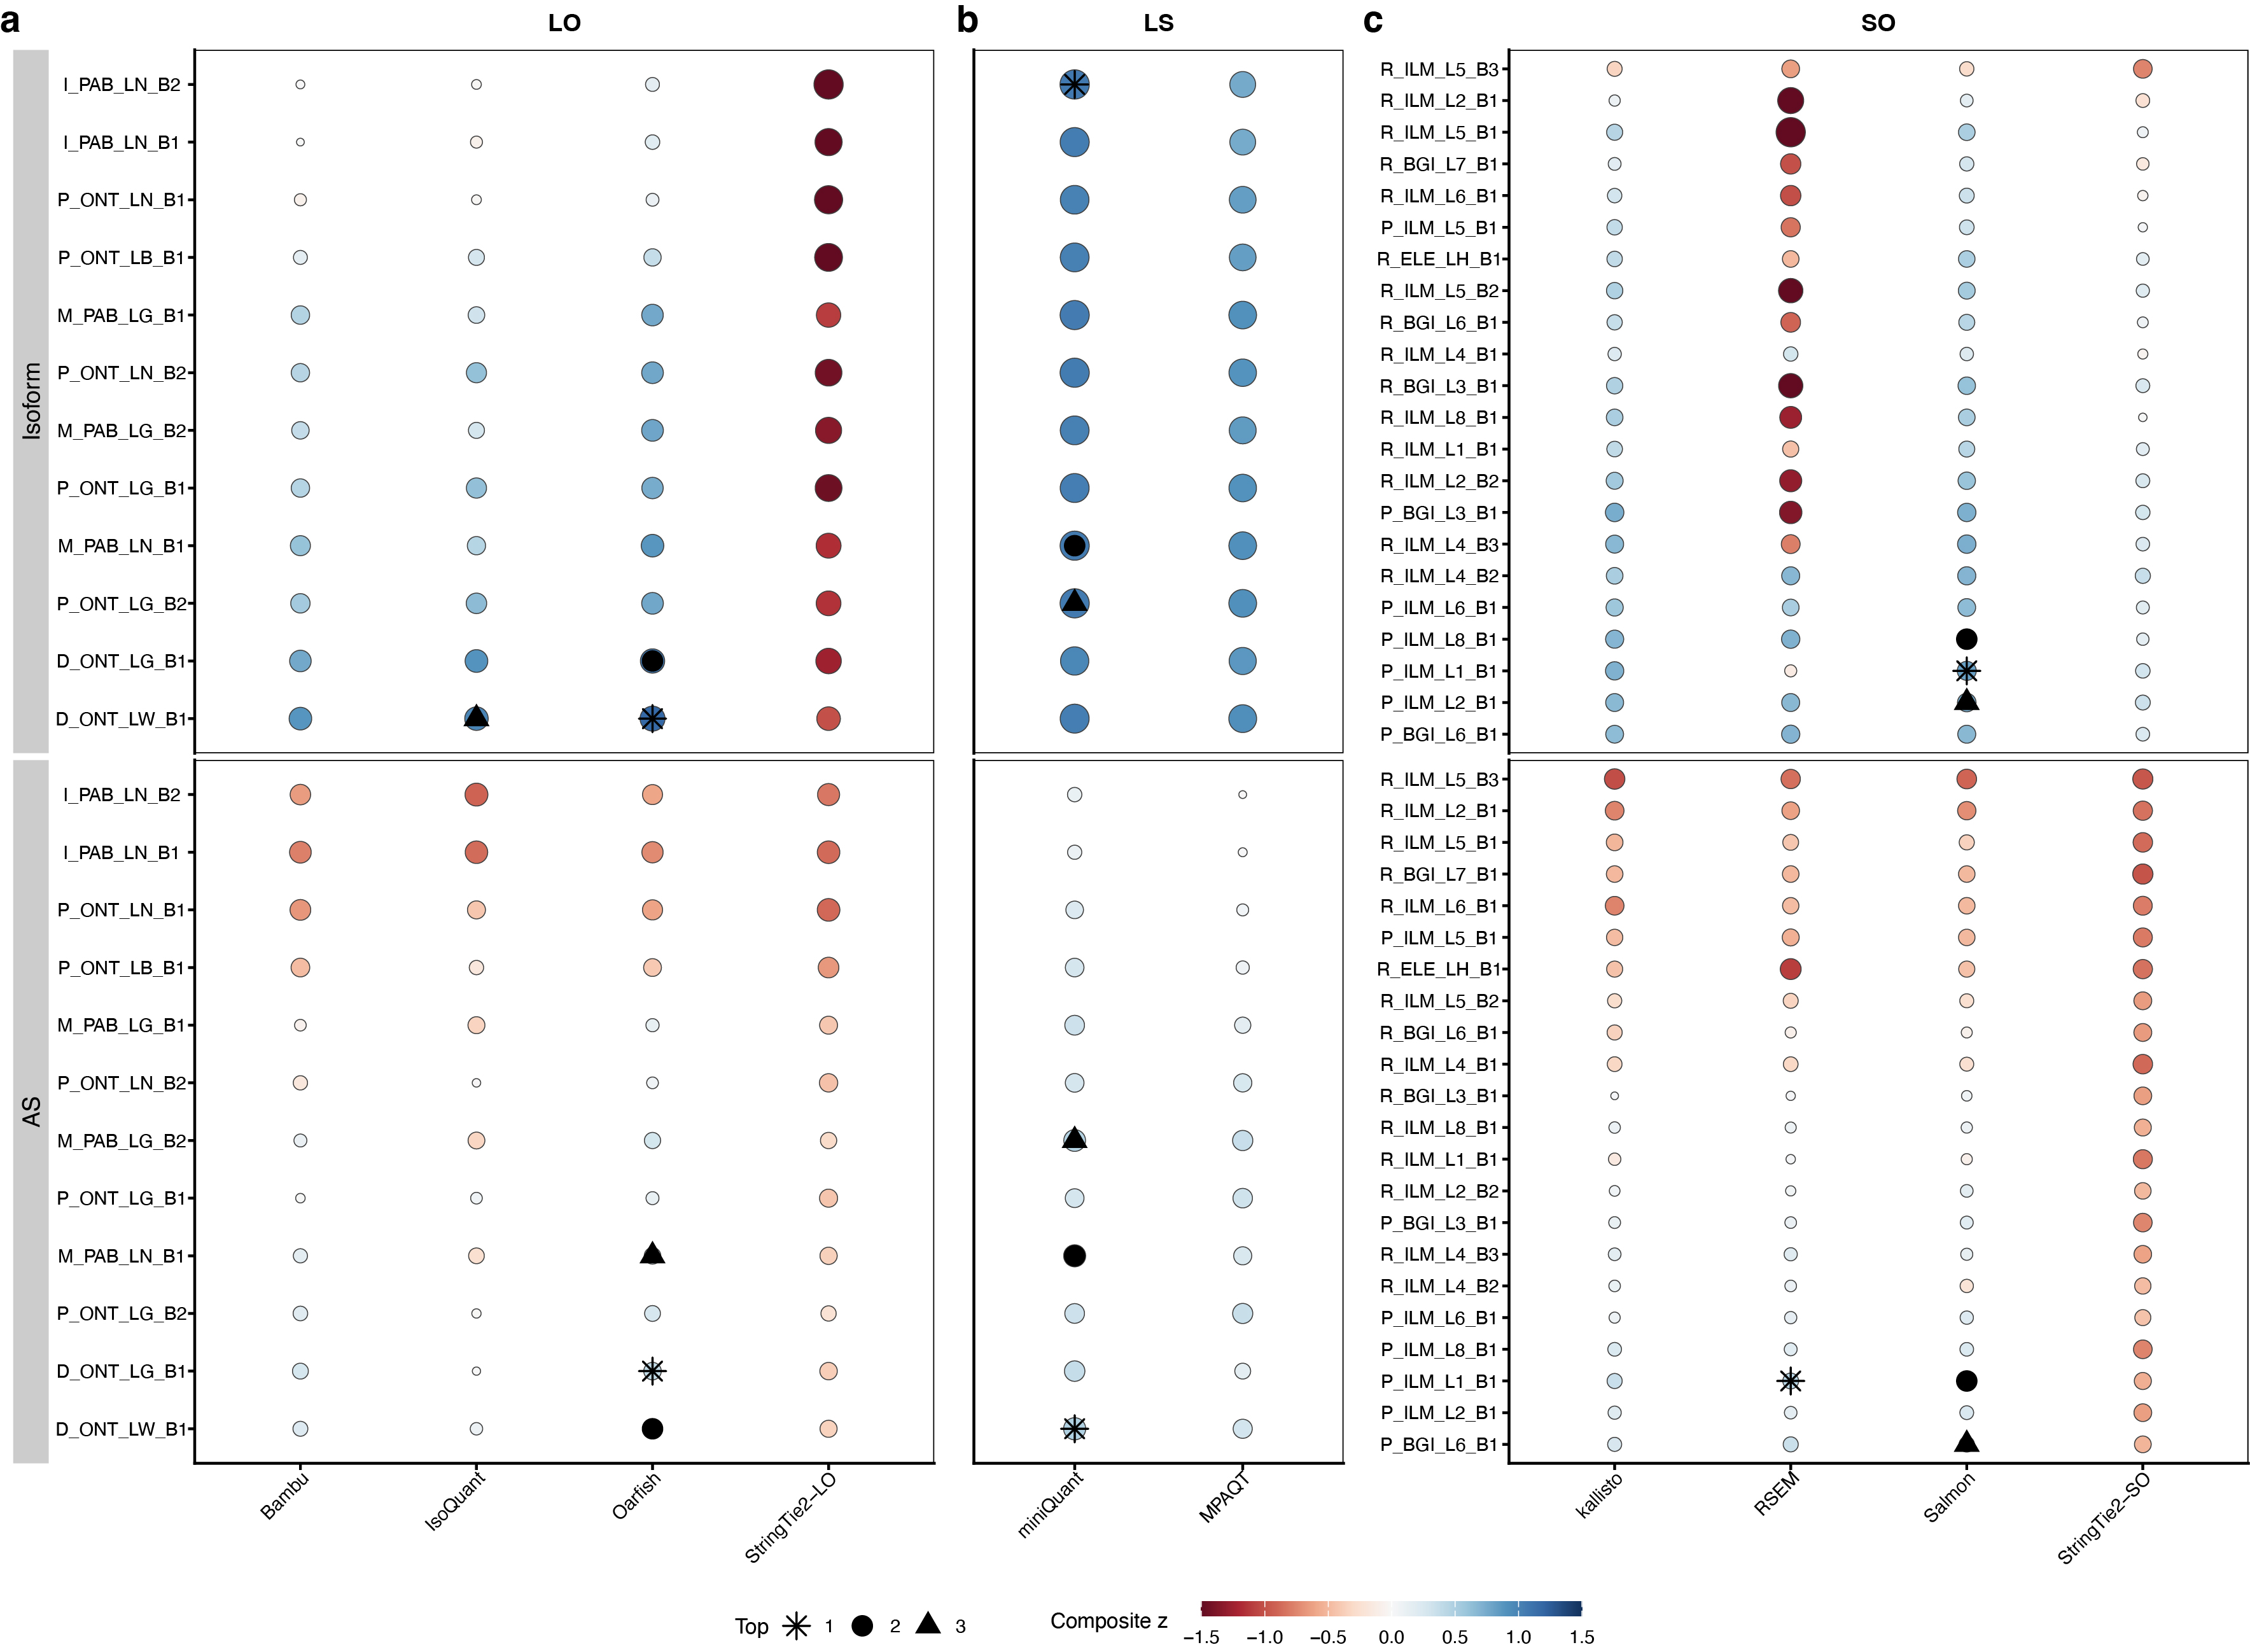 a
LO
b
LS
c
SO
Isoform
I_PAB_LN_B2
I_PAB_LN_B1
P_ONT_LN_B1
P_ONT_LB_B1
M_PAB_LG_B1
P_ONT_LN_B2
M_PAB_LG_B2
P_ONT_LG_B1
M_PAB_LN_B1
P_ONT_LG_B2
D_ONT_LG_B1
D_ONT_LW_B1
R_ILM_L5_B3
R_ILM_L2_B1
R_ILM_L5_B1
R_BGI_L7_B1
R_ILM_L6_B1
P_ILM_L5_B1
R_ELE_LH_B1
R_ILM_L5_B2
R_BGI_L6_B1
R_ILM_L4_B1
R_BGI_L3_B1
R_ILM_L8_B1
R_ILM_L1_B1
R_ILM_L2_B2
P_BGI_L3_B1
R_ILM_L4_B3
R_ILM_L4_B2
P_ILM_L6_B1
P_ILM_L8_B1
P_ILM_L1_B1
P_ILM_L2_B1
P_BGI_L6_B1
AS
I_PAB_LN_B2
I_PAB_LN_B1
P_ONT_LN_B1
P_ONT_LB_B1
M_PAB_LG_B1
P_ONT_LN_B2
M_PAB_LG_B2
P_ONT_LG_B1
M_PAB_LN_B1
P_ONT_LG_B2
D_ONT_LG_B1
D_ONT_LW_B1
R_ILM_L5_B3
R_ILM_L2_B1
R_ILM_L5_B1
R_BGI_L7_B1
R_ILM_L6_B1
P_ILM_L5_B1
R_ELE_LH_B1
R_ILM_L5_B2
R_BGI_L6_B1
R_ILM_L4_B1
R_BGI_L3_B1
R_ILM_L8_B1
R_ILM_L1_B1
R_ILM_L2_B2
P_BGI_L3_B1
R_ILM_L4_B3
R_ILM_L4_B2
P_ILM_L6_B1
P_ILM_L8_B1
P_ILM_L1_B1
P_ILM_L2_B1
P_BGI_L6_B1
Bambu
IsoQuant
Oarfish
StringTie2−LO
miniQuant
MPAQT
kallisto
RSEM
Salmon
StringTie2−SO
Top 1 2 3
Composite z
−1.5 −1.0 −0.5 0.0 0.5 1.0 1.5